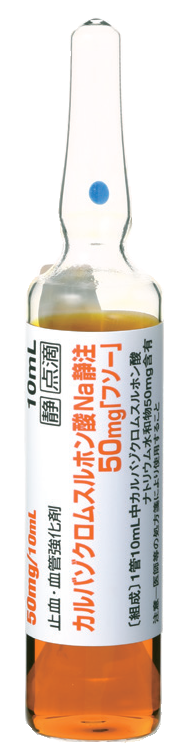 50mg/10mL 10mL
静 点滴
止血・血管強化剤
カルバゾクロムスルホン酸Na静注
50mg「フソー」
〔組成〕1管10mL中カルバゾクロムスルホン酸
ナトリウム水和物50mg含有
注意－医師等の処方箋により使用すること